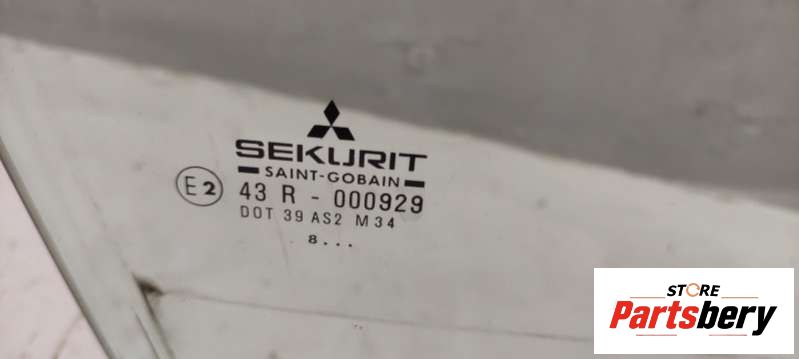 SEKURIT
SAINT-GOBAIN
E2 43 R - 000929
DOT 39 AS2 M34
8...
STORE
Partsbery